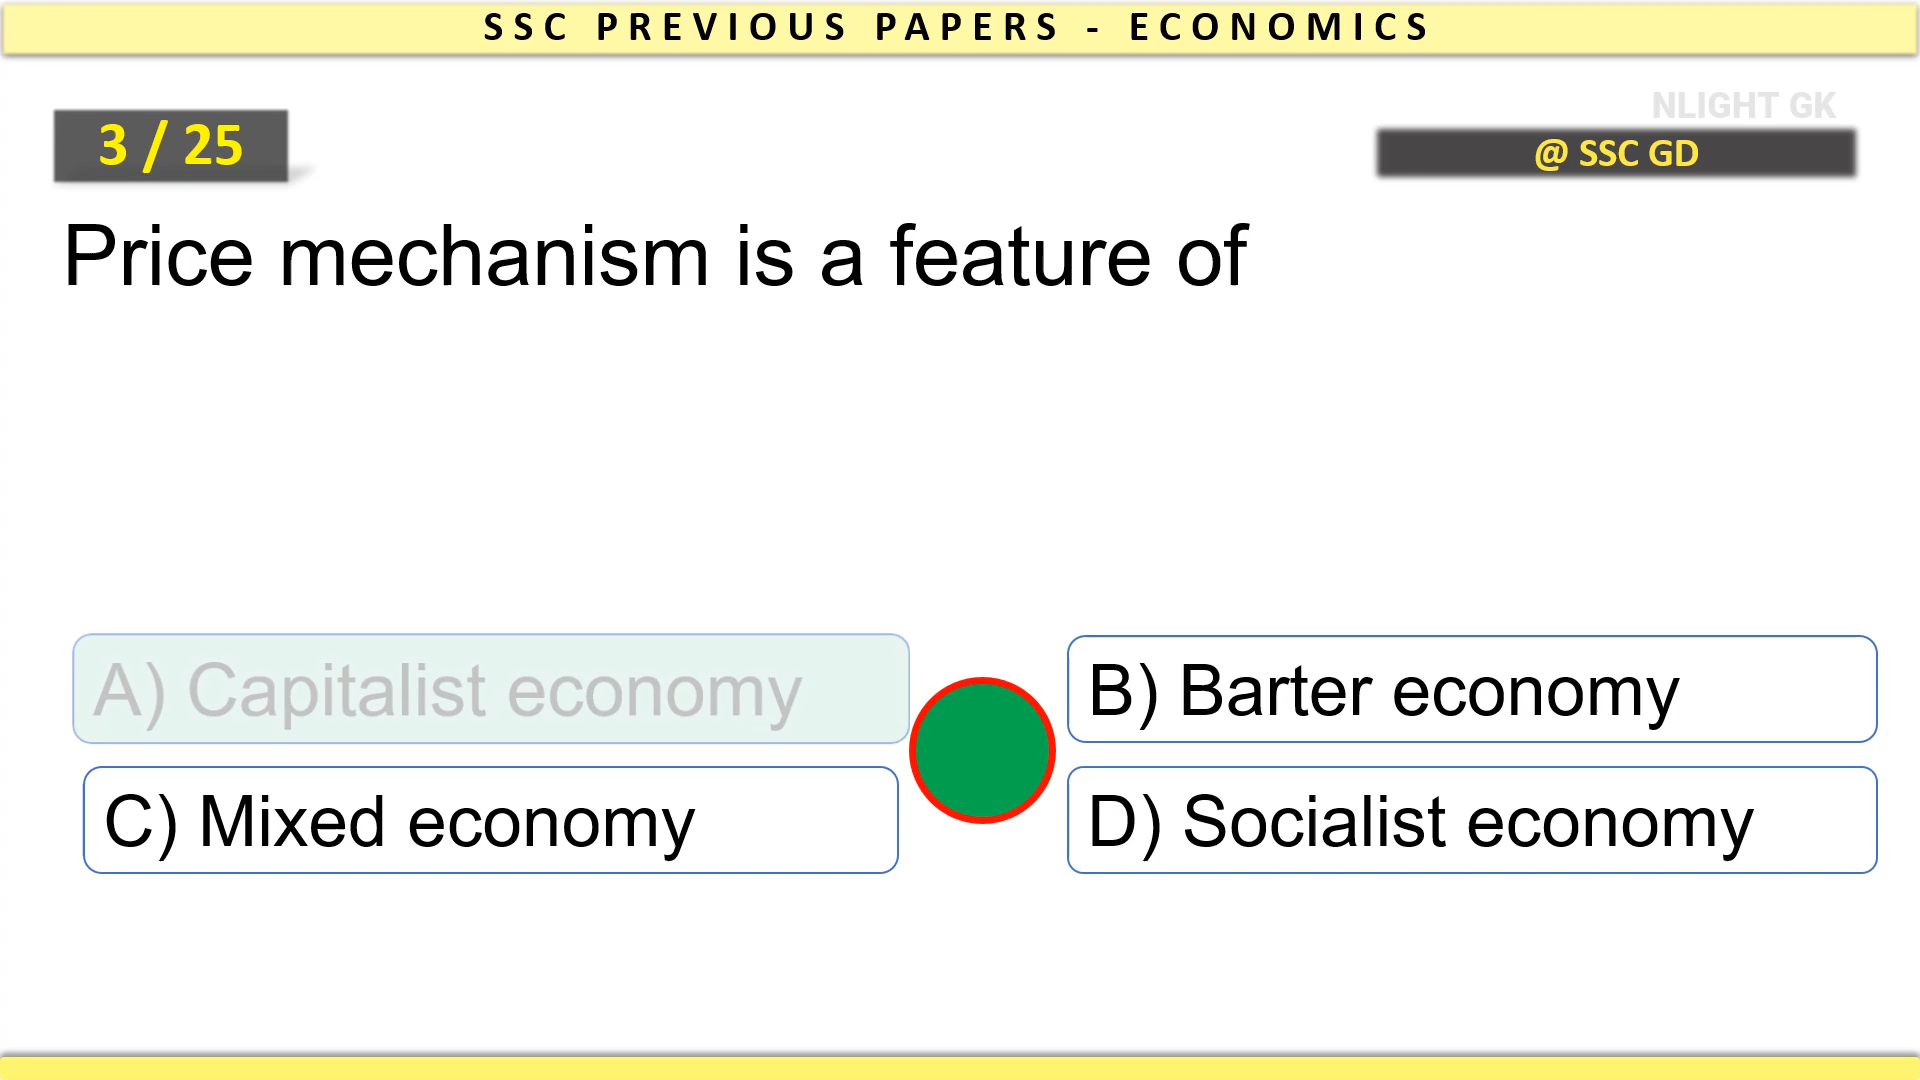 SSC PREVIOUS PAPERS - ECONOMICS
3 / 25
NLIGHT GK
@ SSC GD
Price mechanism is a feature of
A) Capitalist economy
B) Barter economy
C) Mixed economy
D) Socialist economy